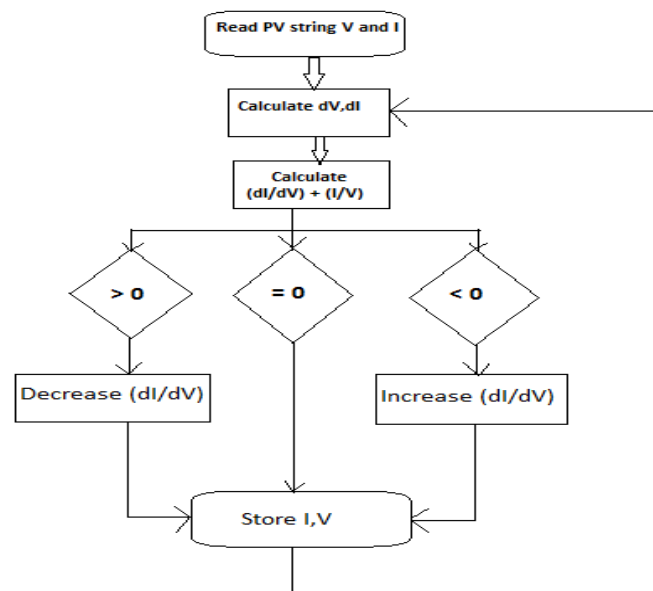 Read PV string V and I
Calculate dV,dI
Calculate
(dI/dV) + (I/V)
> 0
= 0
< 0
Decrease (dI/dV)
Increase (dI/dV)
Store I,V